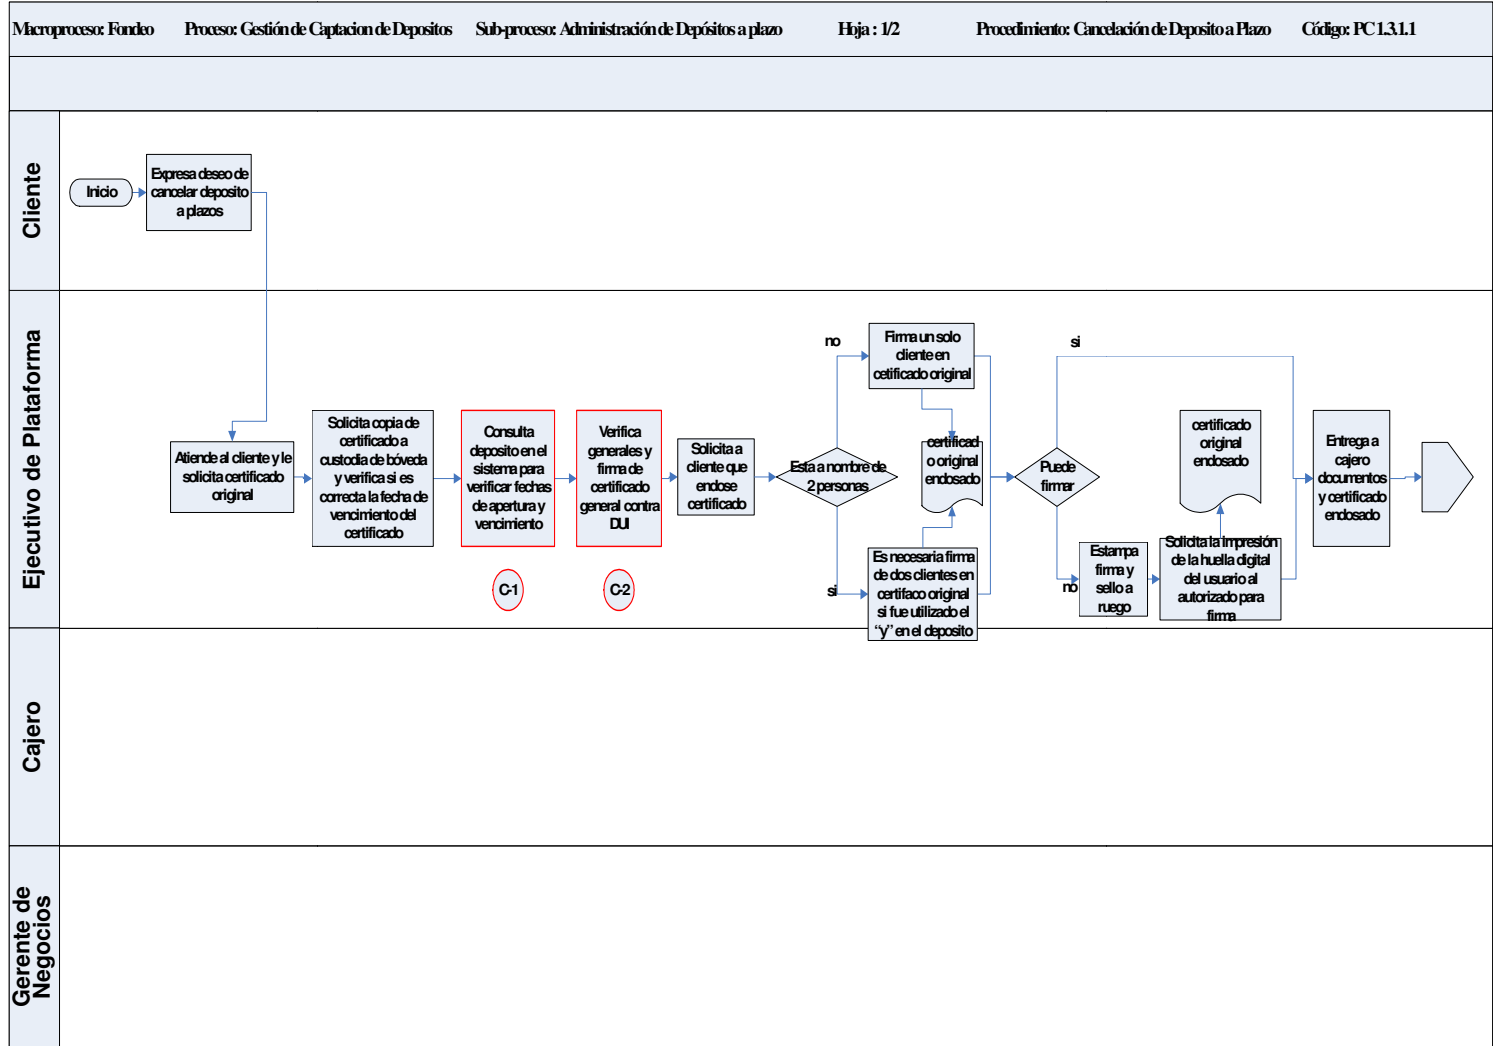 Macroproceso: Fondeo Proceso: Gestión de Captacion de Depositos Sub-proceso: Administración de Depósitos a plazo Hoja : 1/2 Procedimiento: Cancelación de Deposito a Plazo Código: PC 1.3.1.1
Cliente
Inicio
Expresa deseo de
cancelar deposito
a plazos
Ejecutivo de Plataforma
Atiende al cliente y le
solicita certificado
original
Solicita copia de
certificado a
custodia de bóveda
y verifica si es
correcta la fecha de
vencimiento del
certificado
Consulta
deposito en el
sistema para
verificar fechas
de apertura y
vencimiento
C-1
Verifica
generales y
firma de
certificado
general contra
DUI
C-2
Solicita a
cliente que
endose
certificado
Esta a nombre de
2 personas
no
Firma un solo
cliente en
cetificado original
certificad
o original
endosado
si
Es necesaria firma
de dos clientes en
certifaco original
si fue utilizado el
“y” en el deposito
Puede
firmar
si
no
Estampa
firma y
sello a
ruego
Solicita la impresión
de la huella digital
del usuario al
autorizado para
firma
certificado
original
endosado
Entrega a
cajero
documentos
y certificado
endosado
Cajero
Gerente de
Negocios